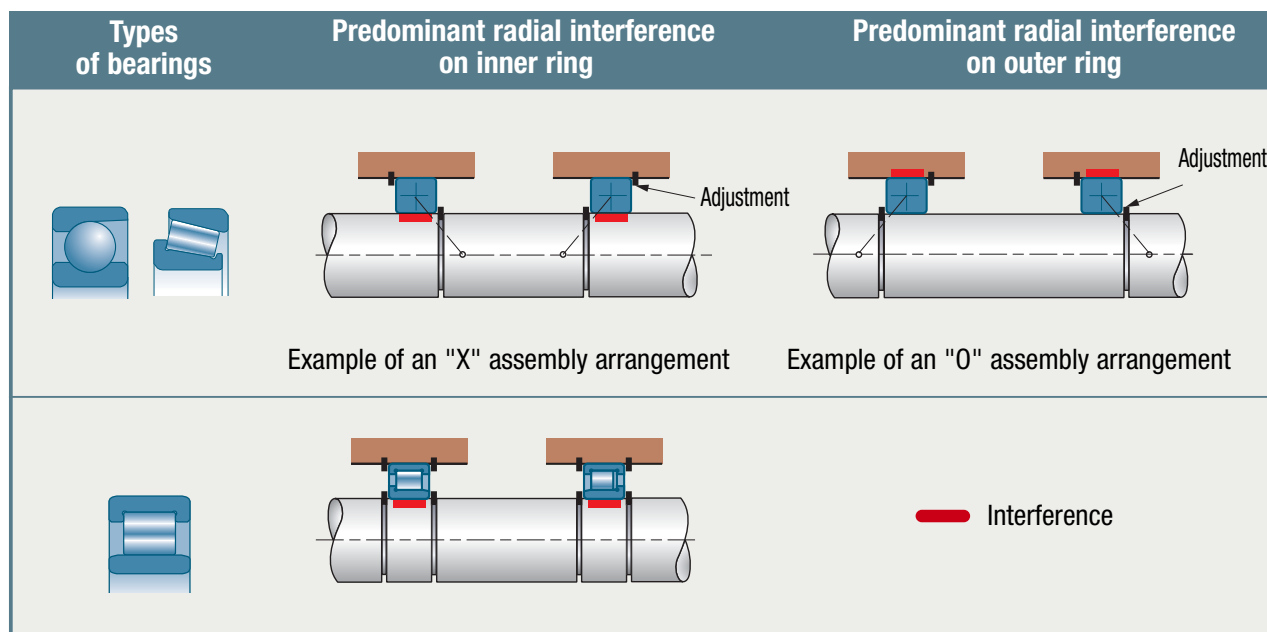 Types
of bearings
Predominant radial interference
on inner ring
Predominant radial interference
on outer ring
Adjustment
Adjustment
Example of an "X" assembly arrangement
Example of an "O" assembly arrangement
Interference